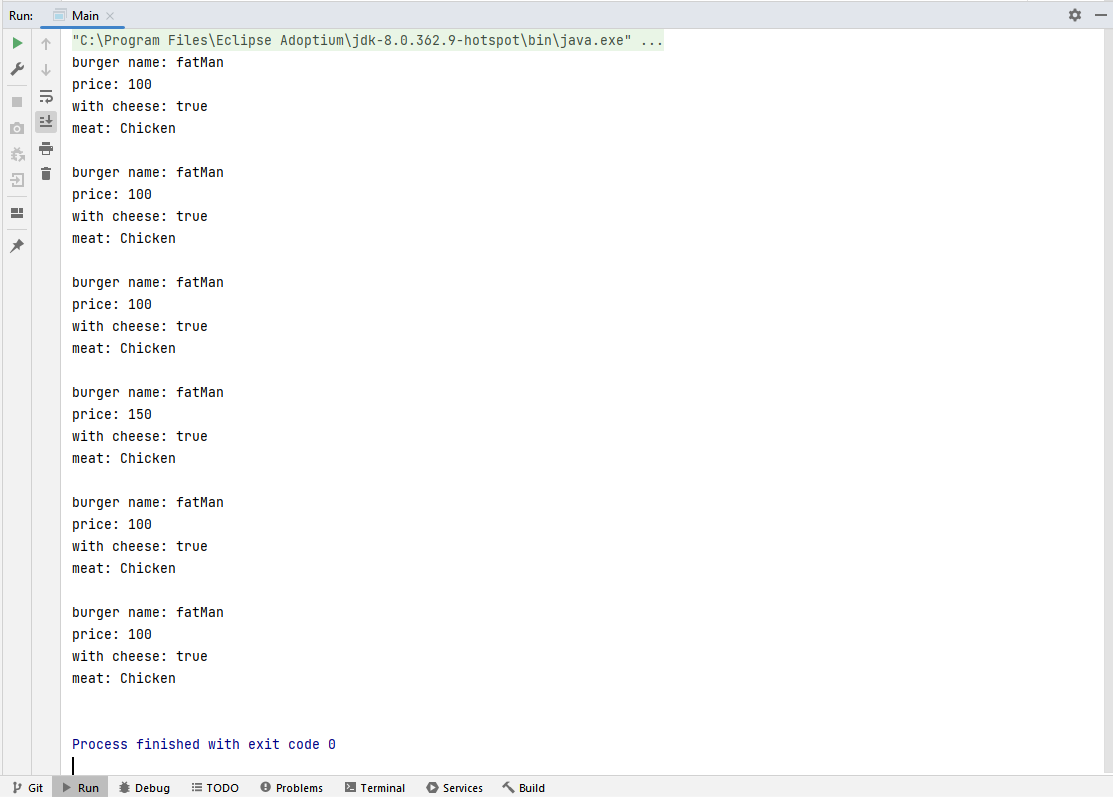 Run: Main
"C:\Program Files\Eclipse Adoptium\jdk-8.0.362.9-hotspot\bin\java.exe" ...
burger name: fatMan
price: 100
with cheese: true
meat: Chicken
burger name: fatMan
price: 100
with cheese: true
meat: Chicken
burger name: fatMan
price: 100
with cheese: true
meat: Chicken
burger name: fatMan
price: 150
with cheese: true
meat: Chicken
burger name: fatMan
price: 100
with cheese: true
meat: Chicken
burger name: fatMan
price: 100
with cheese: true
meat: Chicken
Process finished with exit code 0
Git Run Debug TODO Problems Terminal Services Build